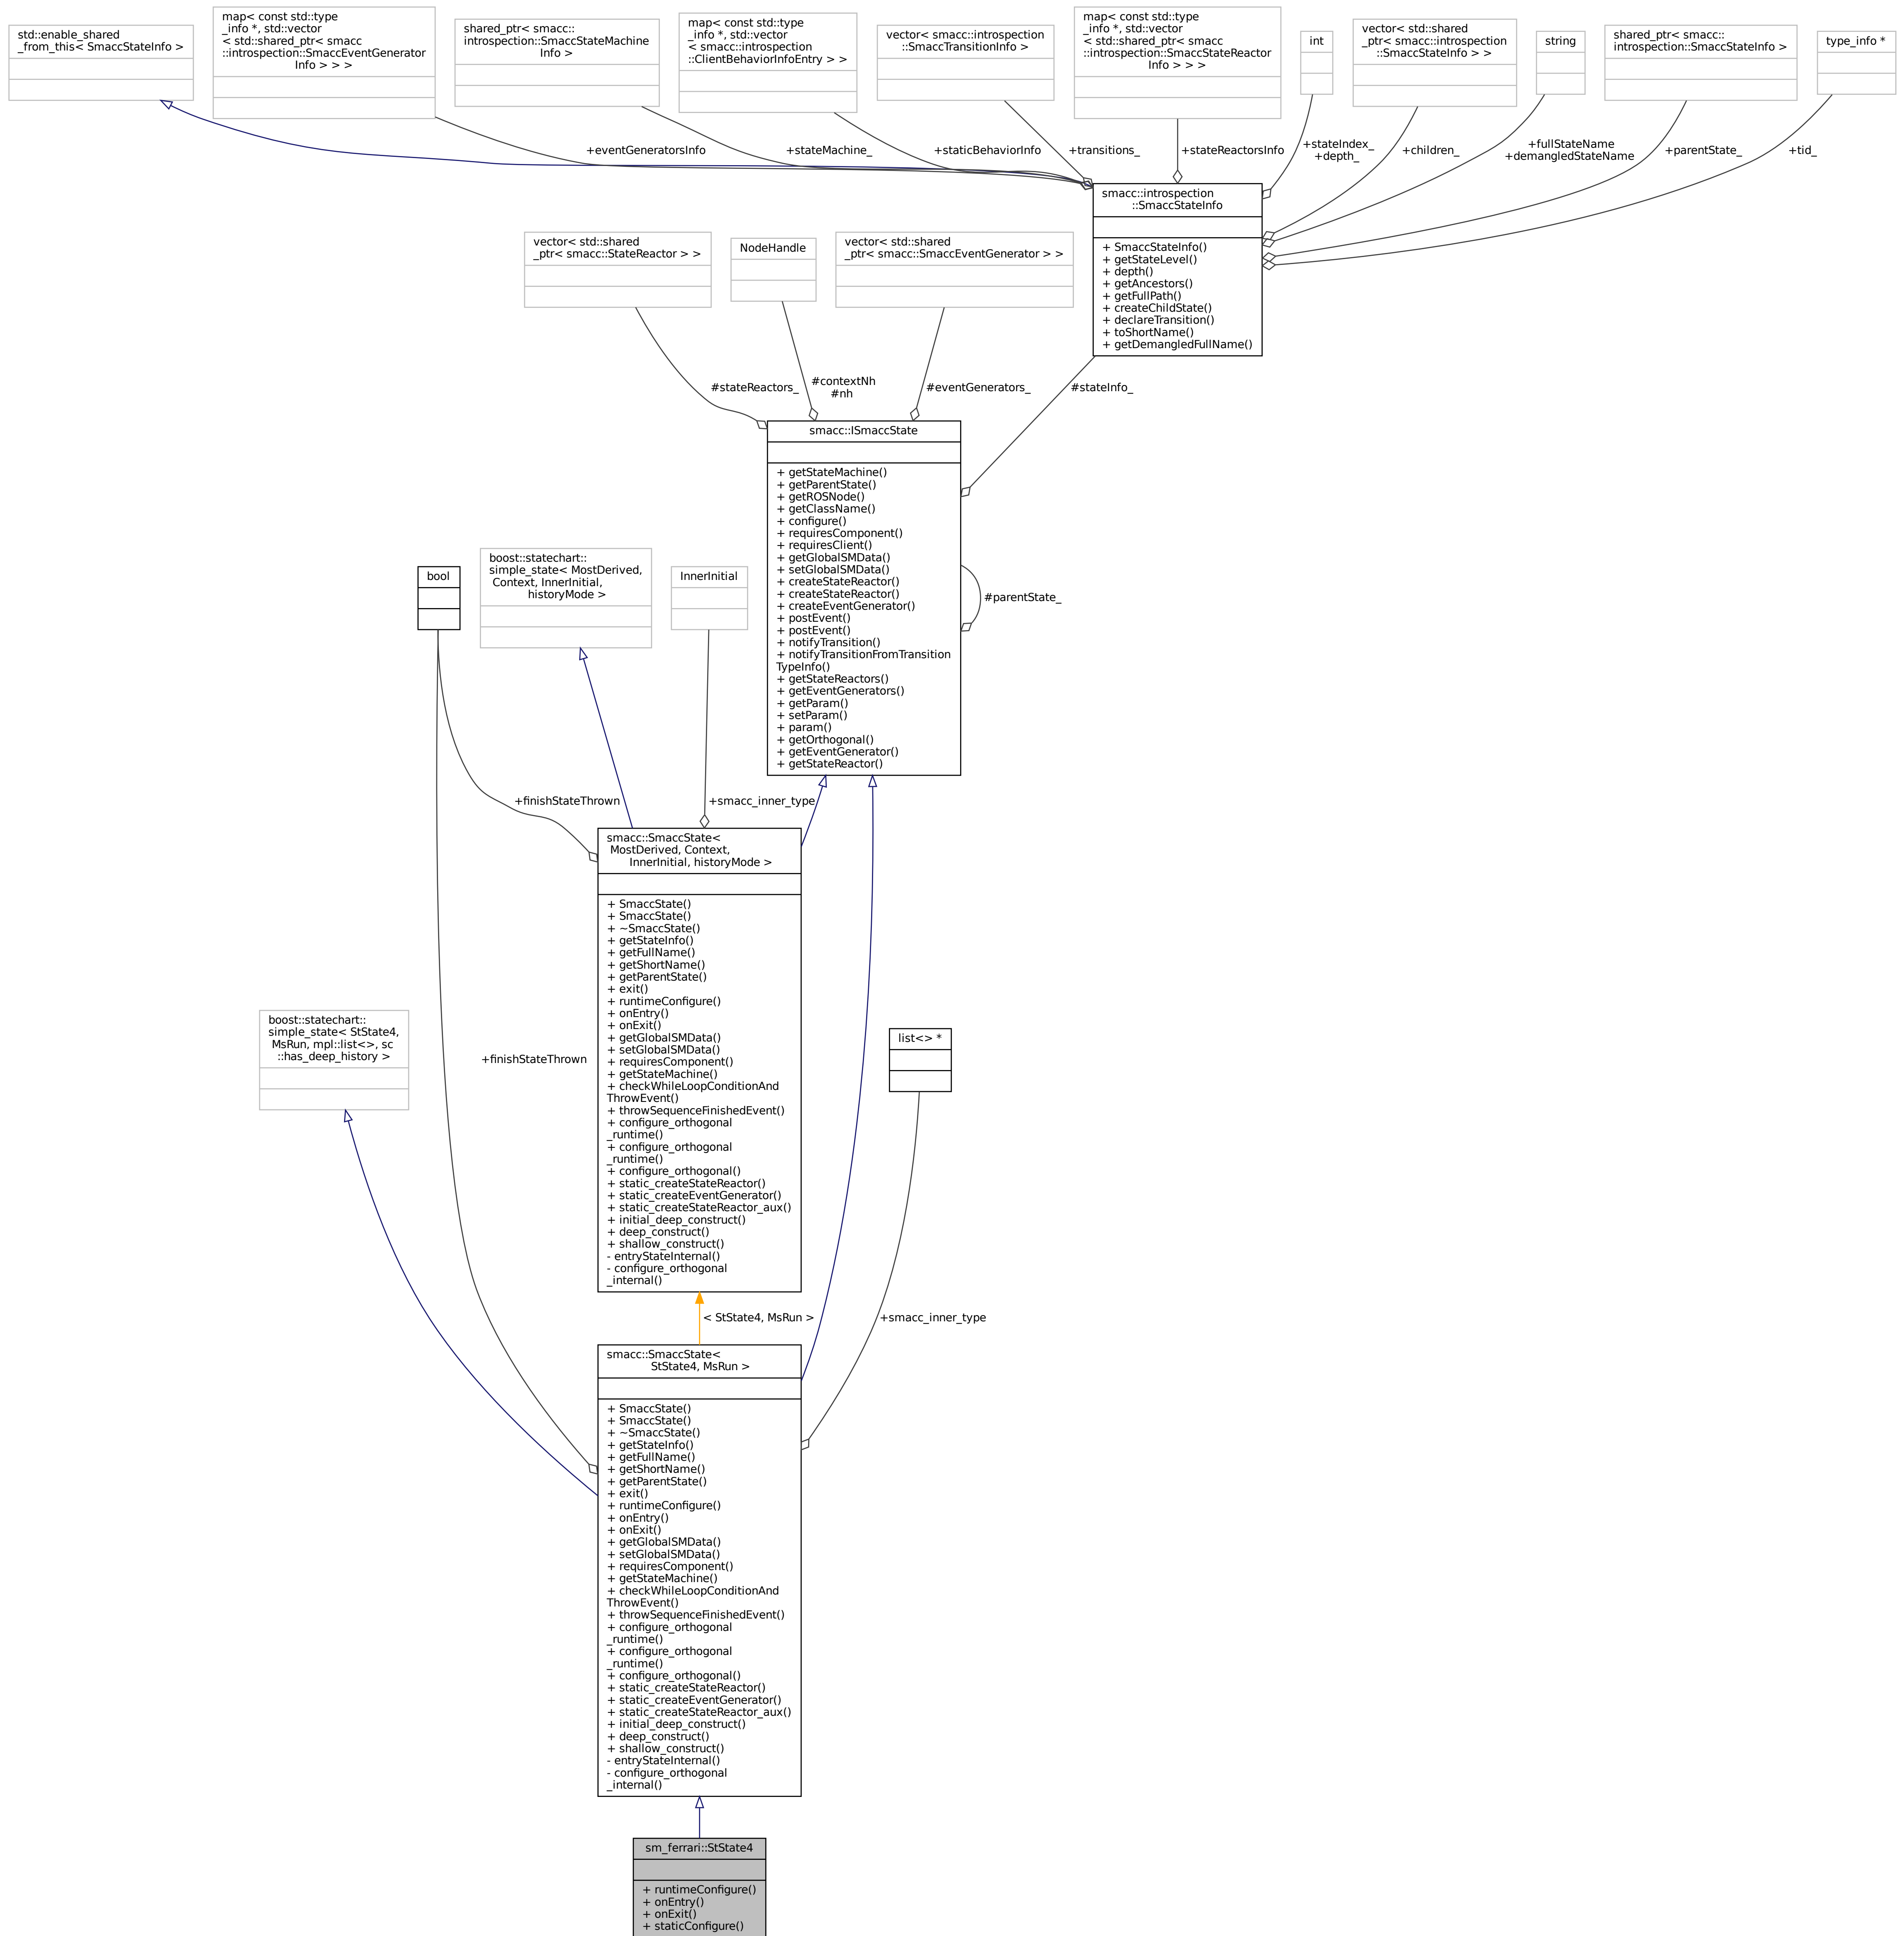 std::enable_shared
_from_this< SmaccStateInfo >
map< const std::type
_info *, std::vector
< std::shared_ptr< smacc
::introspection::SmaccEventGenerator
Info > > >
shared_ptr< smacc::
introspection::SmaccStateMachine
Info >
map< const std::type
_info *, std::vector
< smacc::introspection
::ClientBehaviorInfoEntry > >
vector< smacc::introspection
::SmaccTransitionInfo >
map< const std::type
_info *, std::vector
< std::shared_ptr< smacc
::introspection::SmaccStateReactor
Info > > >
int
vector< std::shared
_ptr< smacc::introspection
::SmaccStateInfo > >
string
shared_ptr< smacc::
introspection::SmaccStateInfo >
type_info *
+eventGeneratorsInfo
+stateMachine_
+staticBehaviorInfo
+transitions_
+stateReactorsInfo
+stateIndex_
+depth_
+children_
+fullStateName
+demangledStateName
+parentState_
+tid_
smacc::introspection
::SmaccStateInfo
+ SmaccStateInfo()
+ getStateLevel()
+ depth()
+ getAncestors()
+ getFullPath()
+ createChildState()
+ declareTransition()
+ toShortName()
+ getDemangledFullName()
vector< std::shared
_ptr< smacc::StateReactor > >
NodeHandle
vector< std::shared
_ptr< smacc::SmaccEventGenerator > >
#stateReactors_
#contextNh
#nh
#eventGenerators_
#stateInfo_
smacc::ISmaccState
+ getStateMachine()
+ getParentState()
+ getROSNode()
+ getClassName()
+ configure()
+ requiresComponent()
+ requiresClient()
+ getGlobalSMData()
+ setGlobalSMData()
+ createStateReactor()
+ createStateReactor()
+ createEventGenerator()
+ postEvent()
+ postEvent()
+ notifyTransition()
+ notifyTransitionFromTransition
TypeInfo()
+ getStateReactors()
+ getEventGenerators()
+ getParam()
+ setParam()
+ param()
+ getOrthogonal()
+ getEventGenerator()
+ getStateReactor()
#parentState_
bool
boost::statechart::
simple_state< MostDerived,
Context, InnerInitial,
historyMode >
InnerInitial
+finishStateThrown
+smacc_inner_type
smacc::SmaccState<
MostDerived, Context,
InnerInitial, historyMode >
+ SmaccState()
+ SmaccState()
+ ~SmaccState()
+ getStateInfo()
+ getFullName()
+ getShortName()
+ getParentState()
+ exit()
+ runtimeConfigure()
+ onEntry()
+ onExit()
+ getGlobalSMData()
+ setGlobalSMData()
+ requiresComponent()
+ getStateMachine()
+ checkWhileLoopConditionAnd
ThrowEvent()
+ throwSequenceFinishedEvent()
+ configure_orthogonal
_runtime()
+ configure_orthogonal
_runtime()
+ configure_orthogonal()
+ static_createStateReactor()
+ static_createEventGenerator()
+ static_createStateReactor_aux()
+ initial_deep_construct()
+ deep_construct()
+ shallow_construct()
- entryStateInternal()
- configure_orthogonal
_internal()
boost::statechart::
simple_state< StState4,
MsRun, mpl::list<>, sc
::has_deep_history >
+finishStateThrown
list<> *
< StState4, MsRun >
+smacc_inner_type
smacc::SmaccState<
StState4, MsRun >
+ SmaccState()
+ SmaccState()
+ ~SmaccState()
+ getStateInfo()
+ getFullName()
+ getShortName()
+ getParentState()
+ exit()
+ runtimeConfigure()
+ onEntry()
+ onExit()
+ getGlobalSMData()
+ setGlobalSMData()
+ requiresComponent()
+ getStateMachine()
+ checkWhileLoopConditionAnd
ThrowEvent()
+ throwSequenceFinishedEvent()
+ configure_orthogonal
_runtime()
+ configure_orthogonal
_runtime()
+ configure_orthogonal()
+ static_createStateReactor()
+ static_createEventGenerator()
+ static_createStateReactor_aux()
+ initial_deep_construct()
+ deep_construct()
+ shallow_construct()
- entryStateInternal()
- configure_orthogonal
_internal()
sm_ferrari::StState4
+ runtimeConfigure()
+ onEntry()
+ onExit()
+ staticConfigure()